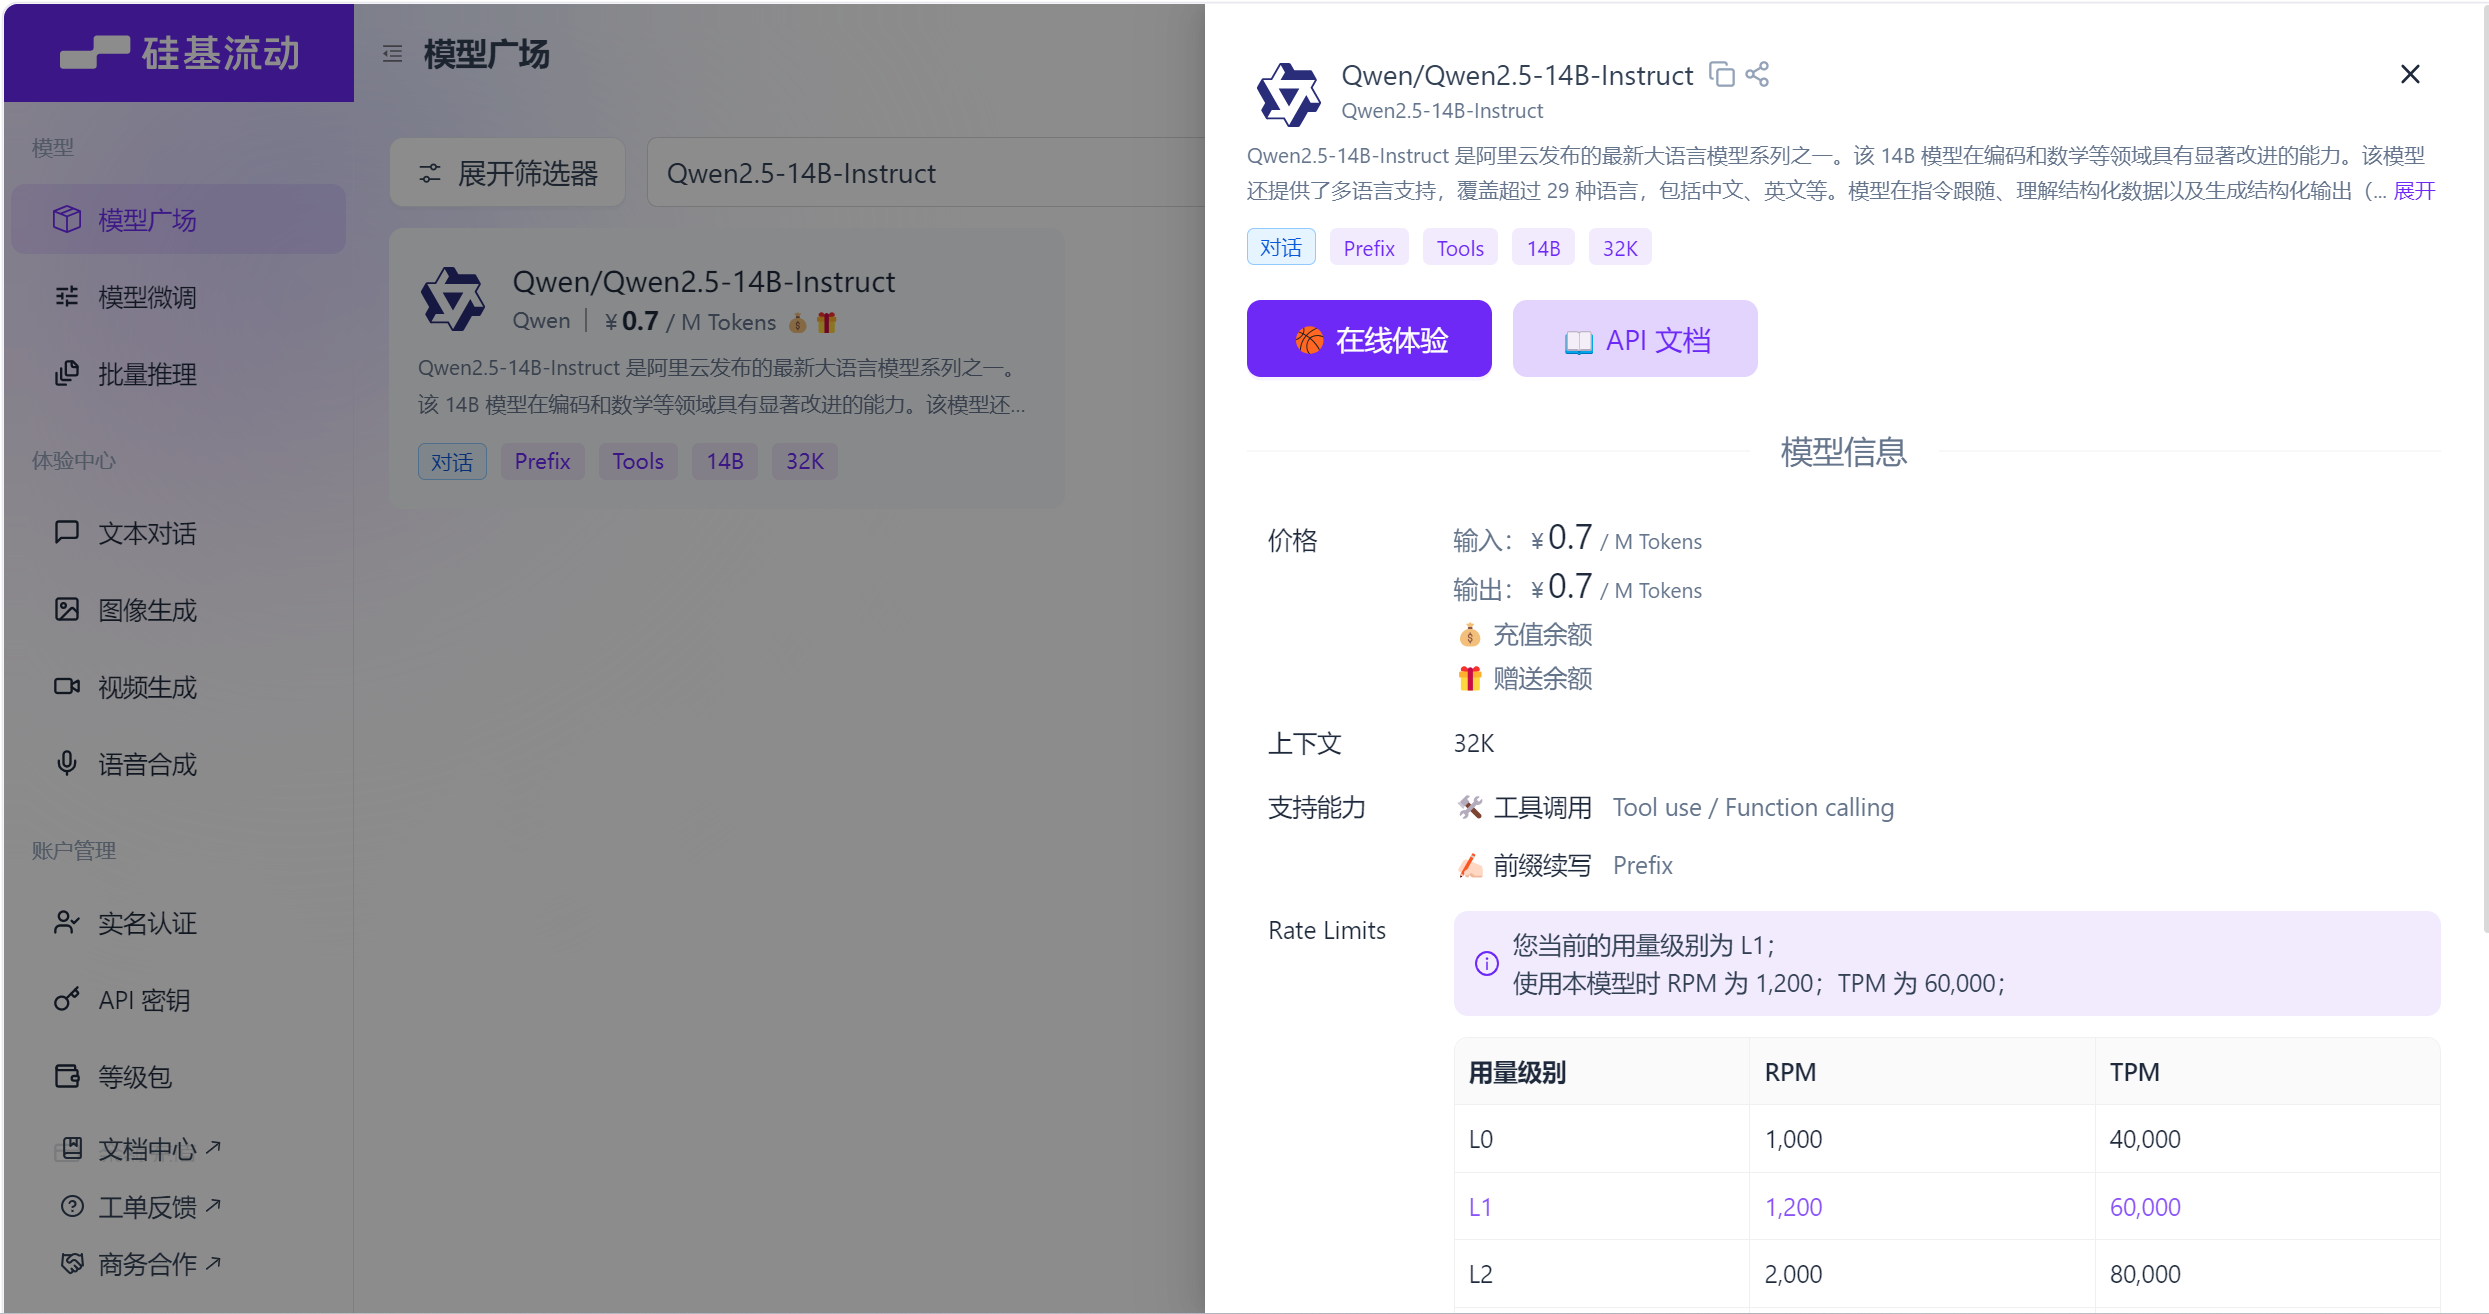 硅基流动
模型
模型广场
模型微调
批量推理
体验中心
文本对话
图像生成
视频生成
语音合成
账户管理
实名认证
API 密钥
等级包
文档中心
工单反馈
商务合作
模型广场
展开筛选器
Qwen2.5-14B-Instruct
Qwen/Qwen2.5-14B-Instruct
Qwen | ¥ 0.7 / M Tokens
Qwen2.5-14B-Instruct 是阿里云发布的最新大语言模型系列之一。
该 14B 模型在编码和数学等领域具有显著改进的能力。该模型还...
对话 Prefix Tools 14B 32K
Qwen/Qwen2.5-14B-Instruct
Qwen2.5-14B-Instruct
Qwen2.5-14B-Instruct 是阿里云发布的最新大语言模型系列之一。该 14B 模型在编码和数学等领域具有显著改进的能力。该模型
还提供了多语言支持，覆盖超过 29 种语言，包括中文、英文等。模型在指令跟随、理解结构化数据以及生成结构化输出（... 展开
对话 Prefix Tools 14B 32K
在线体验 API 文档
模型信息
价格 输入： ¥ 0.7 / M Tokens
输出： ¥ 0.7 / M Tokens
充值余额
赠送余额
上下文 32K
支持能力 工具调用 Tool use / Function calling
前缀续写 Prefix
Rate Limits
您当前的用量级别为 L1；
使用本模型时 RPM 为 1,200；TPM 为 60,000；
用量级别 RPM TPM
L0 1,000 40,000
L1 1,200 60,000
L2 2,000 80,000